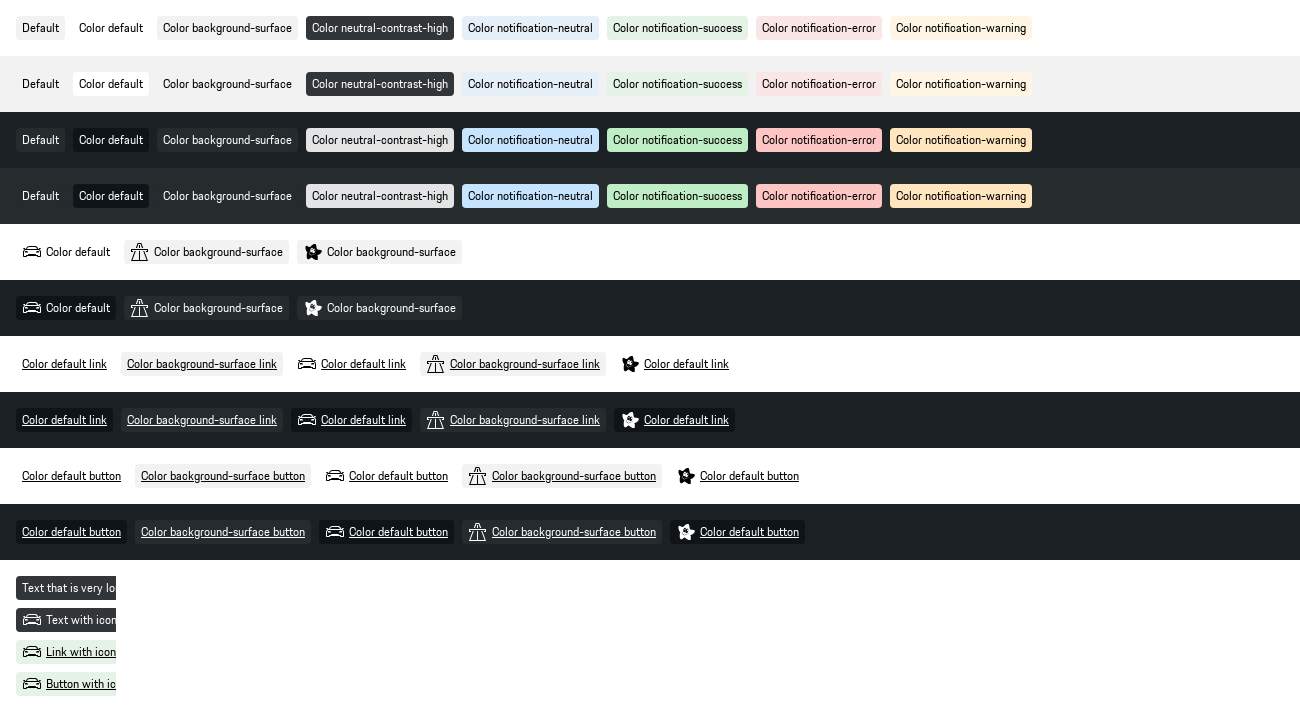 Default Color default Color background-surface Color neutral-contrast-high Color notification-neutral Color notification-success Color notification-error Color notification-warning
Default Color default Color background-surface Color neutral-contrast-high Color notification-neutral Color notification-success Color notification-error Color notification-warning
Default Color default Color background-surface Color neutral-contrast-high Color notification-neutral Color notification-success Color notification-error Color notification-warning
Default Color default Color background-surface Color neutral-contrast-high Color notification-neutral Color notification-success Color notification-error Color notification-warning
Color default Color background-surface Color background-surface
Color default Color background-surface Color background-surface
Color default link Color background-surface link Color default link Color background-surface link Color default link
Color default link Color background-surface link Color default link Color background-surface link Color default link
Color default button Color background-surface button Color default button Color background-surface button Color default button
Color default button Color background-surface button Color default button Color background-surface button Color default button
Text that is very lo
Text with icon
Link with icon
Button with ic